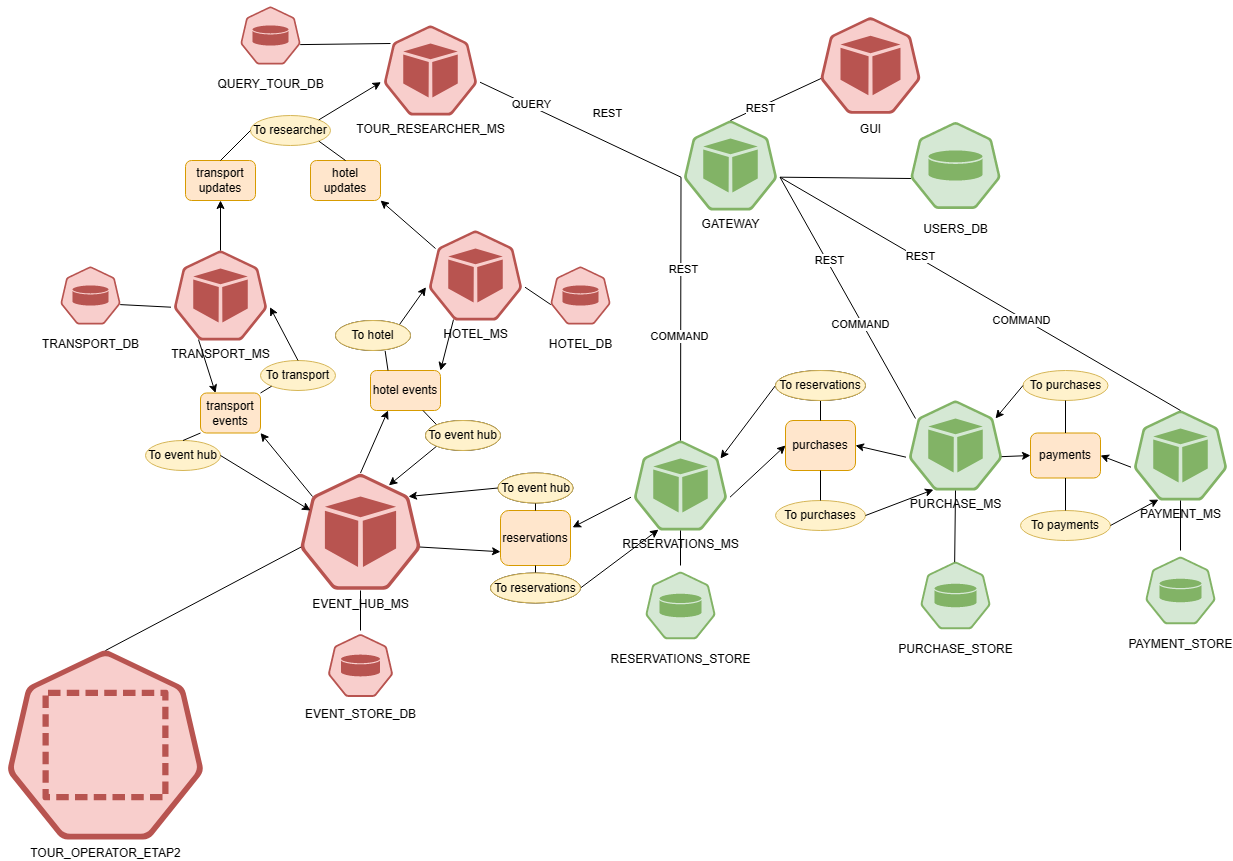 QUERY_TOUR_DB
TOUR_RESEARCHER_MS
QUERY
REST
REST
GUI
GATEWAY
USERS_DB
To researcher
transport
updates
hotel
updates
TRANSPORT_DB
TRANSPORT_MS
HOTEL_MS
HOTEL_DB
REST
REST
REST
COMMAND
COMMAND
COMMAND
To hotel
To transport
hotel events
transport
events
To event hub
To event hub
To reservations
purchases
To purchases
To purchases
payments
To payments
PURCHASE_MS
PAYMENT_MS
To event hub
reservations
To reservations
RESERVATIONS_MS
EVENT_HUB_MS
RESERVATIONS_STORE
PURCHASE_STORE
PAYMENT_STORE
EVENT_STORE_DB
TOUR_OPERATOR_ETAP2